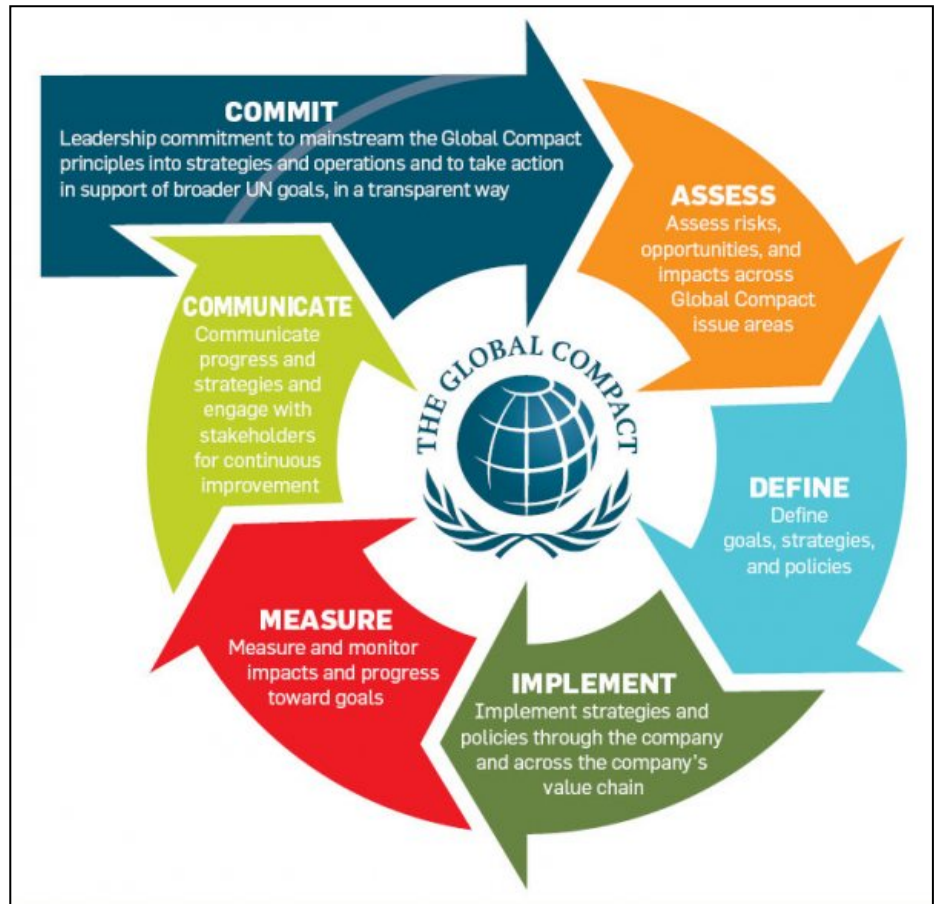 COMMIT
Leadership commitment to mainstream the Global Compact
principles into strategies and operations and to take action
in support of broader UN goals, in a transparent way
ASSESS
Assess risks,
opportunities, and
impacts across
Global Compact
issue areas
DEFINE
Define
goals, strategies,
and policies
IMPLEMENT
Implement strategies and
policies through the company
and across the company's
value chain
MEASURE
Measure and monitor
impacts and progress
toward goals
COMMUNICATE
Communicate
progress and
strategies and
engage with
stakeholders
for continuous
improvement
THE GLOBAL COMPACT